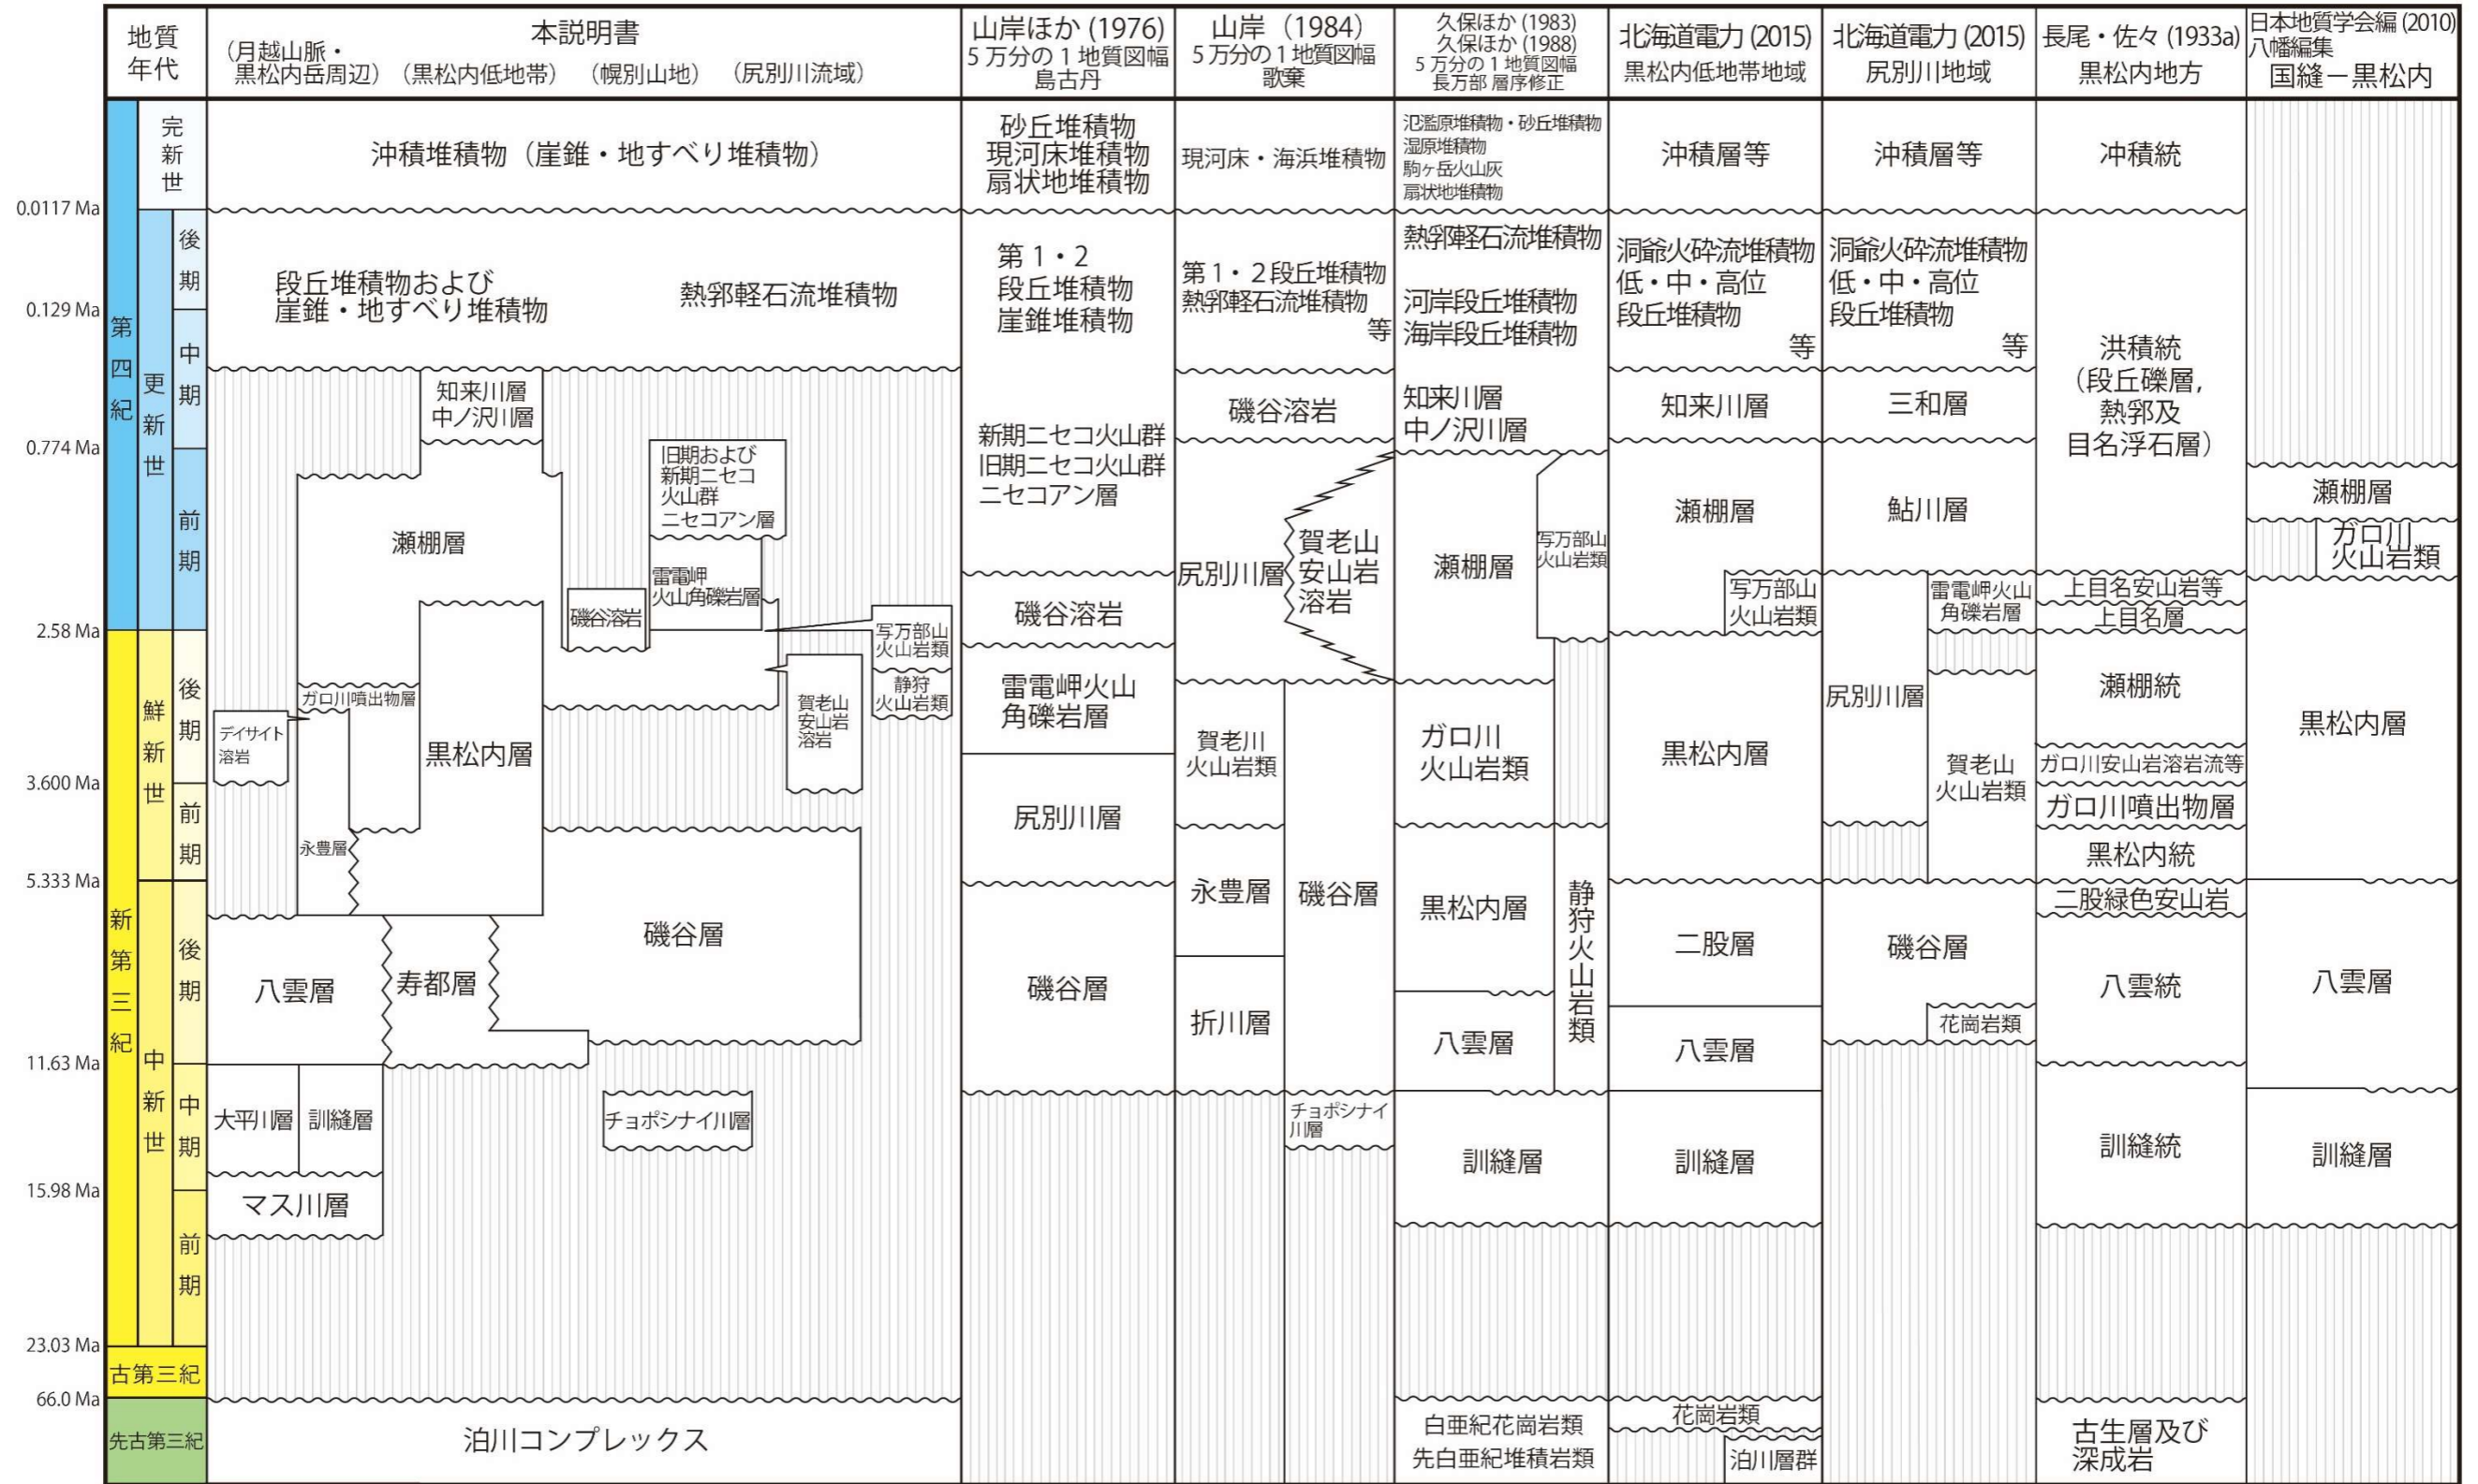 地質
年代
本説明書
（月越山脈・
黒松内岳周辺）
（黒松内低地帯）
（幌別山地）
（尻別川流域）
山岸ほか (1976)
5 万分の 1 地質図幅
島古丹
山岸（1984）
5 万分の 1 地質図幅
歌棄
久保ほか (1983)
久保ほか (1988)
5 万分の 1 地質図幅
長万部 層序修正
北海道電力 (2015)
黒松内低地帯地域
北海道電力 (2015)
尻別川地域
長尾・佐々 (1933a)
黒松内地方
日本地質学会編 (2010)
八幡編集
国縫－黒松内
0.0117 Ma
0.129 Ma
0.774 Ma
2.58 Ma
3.600 Ma
5.333 Ma
11.63 Ma
15.98 Ma
23.03 Ma
66.0 Ma
第四紀
新第三紀
古第三紀
先古第三紀
完新世
更新世
鮮新世
中新世
後期
中期
前期
後期
前期
後期
中期
前期
沖積堆積物（崖錐・地すべり堆積物）
段丘堆積物および
崖錐・地すべり堆積物
熱郛軽石流堆積物
知来川層
中ノ沢川層
瀬棚層
旧期および
新期ニセコ
火山群
ニセコアン層
雷電岬
火山角礫岩層
磯谷溶岩
写万部山
火山岩類
静狩
火山岩類
賀老山
安山岩
溶岩
ガロ川噴出物層
デイサイト
溶岩
黒松内層
永豊層
八雲層
寿都層
磯谷層
大平川層
訓縫層
チョポシナイ川層
マス川層
泊川コンプレックス
砂丘堆積物
現河床堆積物
扇状地堆積物
第 1・2
段丘堆積物
崖錐堆積物
新期ニセコ火山群
旧期ニセコ火山群
ニセコアン層
磯谷溶岩
雷電岬火山
角礫岩層
尻別川層
磯谷層
現河床・海浜堆積物
第 1・2 段丘堆積物
熱郛軽石流堆積物
等
磯谷溶岩
尻別川層
賀老山
安山岩
溶岩
賀老川
火山岩類
永豊層
折川層
磯谷層
チョポシナイ
川層
氾濫原堆積物・砂丘堆積物
湿原堆積物
駒ヶ岳火山灰
扇状地堆積物
熱郛軽石流堆積物
河岸段丘堆積物
海岸段丘堆積物
知来川層
中ノ沢川層
瀬棚層
写万部山
火山岩類
ガロ川
火山岩類
黒松内層
静狩火山岩類
八雲層
訓縫層
白亜紀花崗岩類
先白亜紀堆積岩類
沖積層等
洞爺火砕流堆積物
低・中・高位
段丘堆積物
等
知来川層
瀬棚層
写万部山
火山岩類
黒松内層
二股層
八雲層
訓縫層
花崗岩類
泊川層群
沖積層等
洞爺火砕流堆積物
低・中・高位
段丘堆積物
等
三和層
鮎川層
尻別川層
雷電岬火山
角礫岩層
賀老山
火山岩類
磯谷層
花崗岩類
冲積統
洪積統
（段丘礫層,
熱郛及
目名浮石層）
上目名安山岩等
上目名層
瀬棚統
ガロ川安山岩溶岩流等
ガロ川噴出物層
黒松内統
二股緑色安山岩
八雲統
訓縫統
古生層及び
深成岩
瀬棚層
ガロ川
火山岩類
黒松内層
八雲層
訓縫層